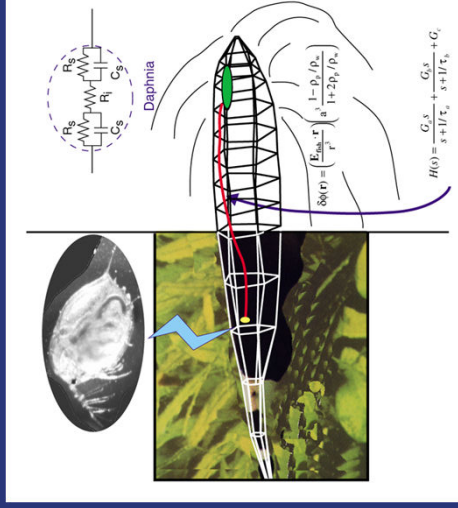 R_s R_i R_s
C_s C_s
Daphnia
δϕ(r) = (E_fish · r / r^3) (a^3 (1 − ρ_p / ρ_w) / (1 + 2ρ_p / ρ_w))
H(s) = G_a s / (s + 1/τ_a) + G_b s / (s + 1/τ_b) + G_c